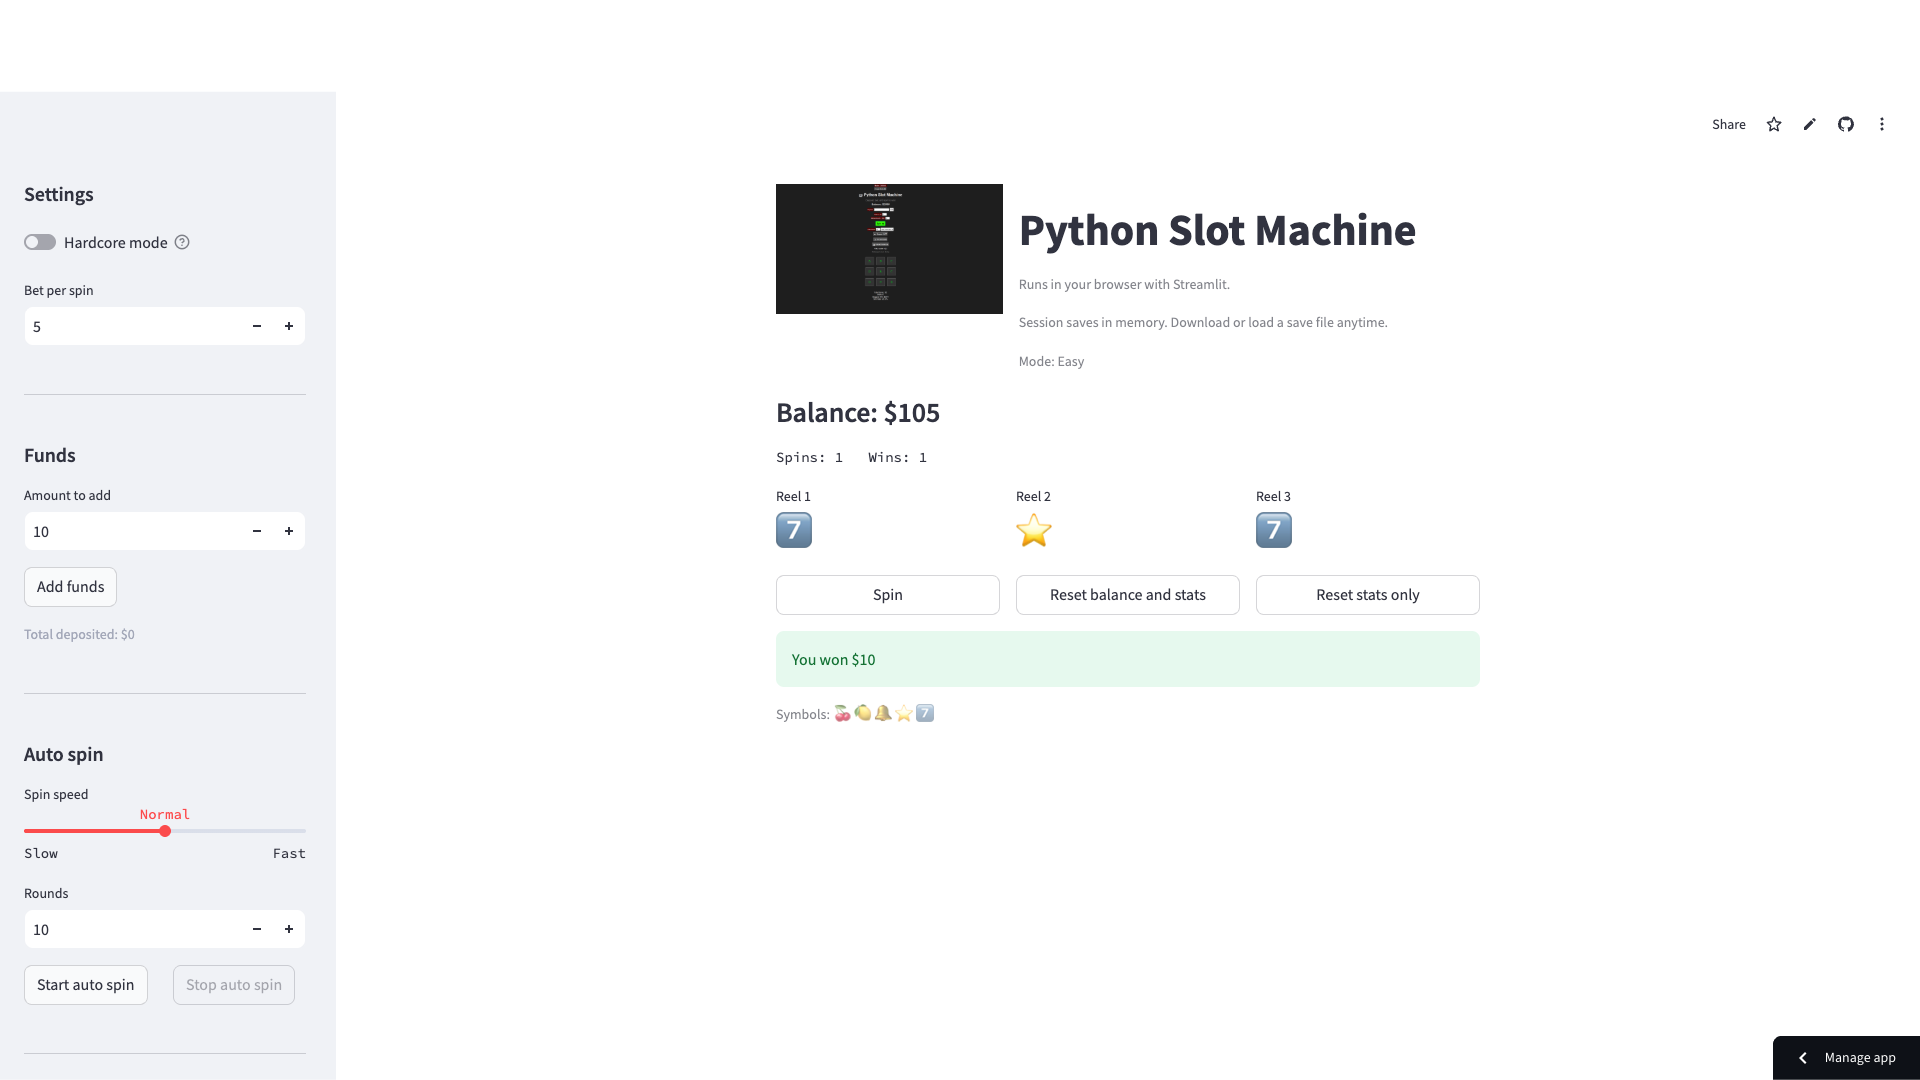 Share
Settings
Hardcore mode
Bet per spin
5
Funds
Amount to add
10
Add funds
Total deposited: $0
Auto spin
Spin speed
Normal
Slow Fast
Rounds
10
Start auto spin Stop auto spin
Python Slot Machine
Runs in your browser with Streamlit.
Session saves in memory. Download or load a save file anytime.
Mode: Easy
Balance: $105
Spins: 1 Wins: 1
Reel 1 Reel 2 Reel 3
7 7
Spin Reset balance and stats Reset stats only
You won $10
Symbols: 7
Manage app